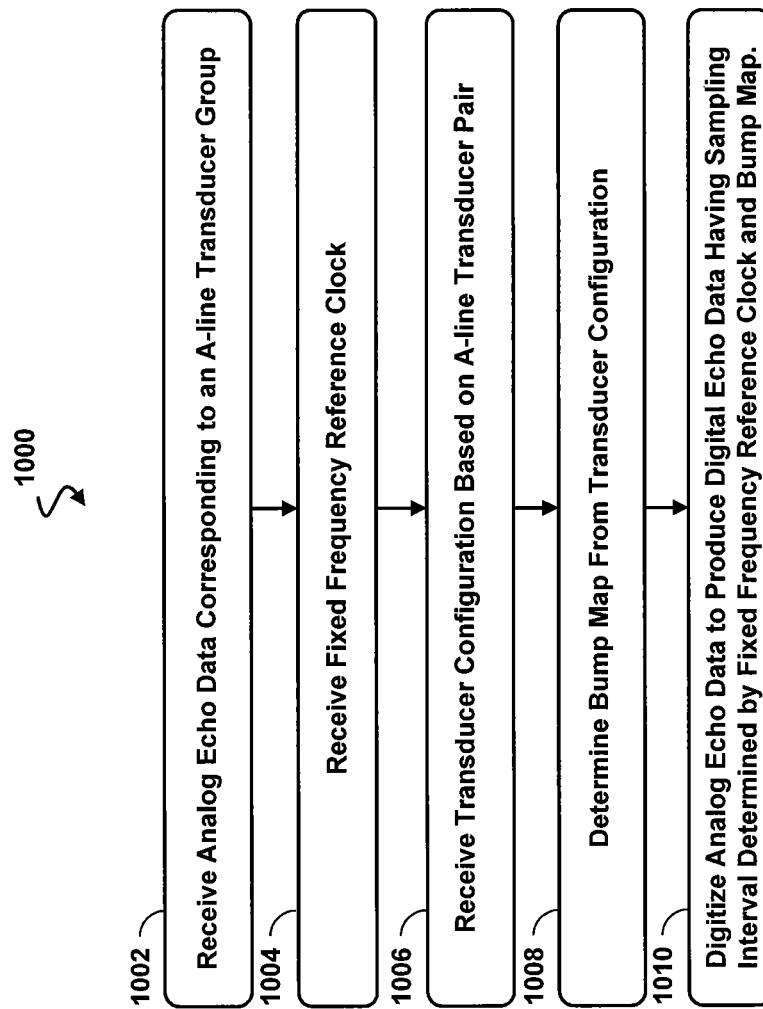 1000
1002
Receive Analog Echo Data Corresponding to an A-line Transducer Group
1004
Receive Fixed Frequency Reference Clock
1006
Receive Transducer Configuration Based on A-line Transducer Pair
1008
Determine Bump Map From Transducer Configuration
1010
Digitize Analog Echo Data to Produce Digital Echo Data Having Sampling
Interval Determined by Fixed Frequency Reference Clock and Bump Map.